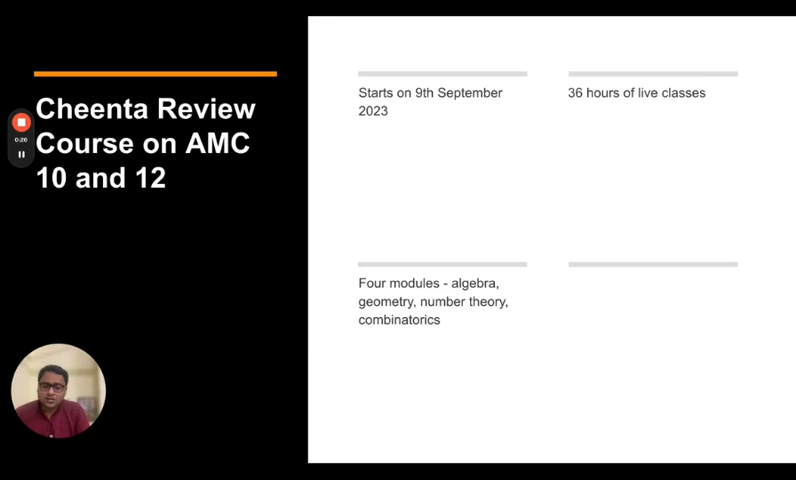 Cheenta Review
Course on AMC
10 and 12
0:26
Starts on 9th September
2023
36 hours of live classes
Four modules - algebra,
geometry, number theory,
combinatorics